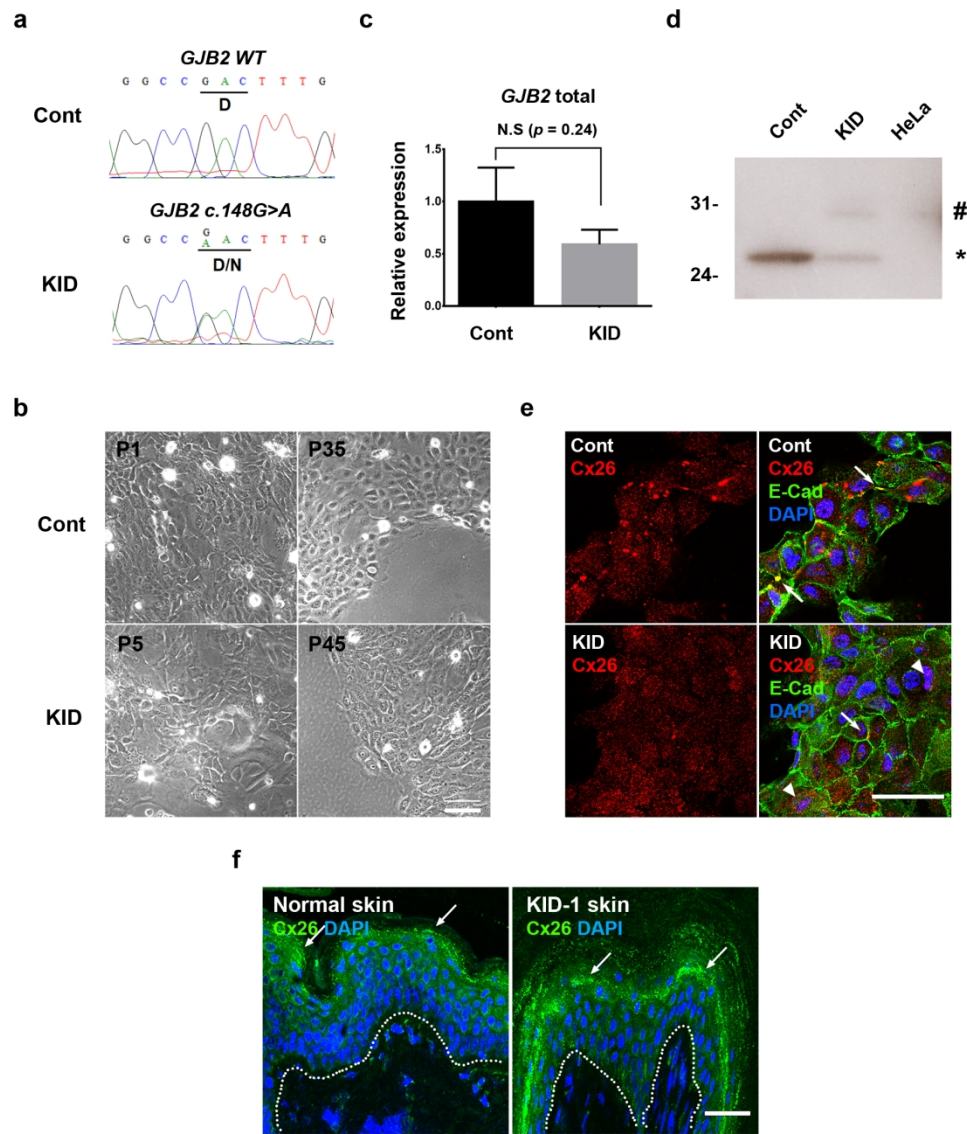 a
GJB2 WT
G G C C G A C T T T G
D
Cont
GJB2 c.148G>A
G
G G C C A A C T T T G
D/N
KID
c
GJB2 total
N.S (p = 0.24)
Relative expression
1.5
1.0
0.5
0.0
Cont KID
d
Cont KID HeLa
31-
#
24-
*
b
Cont
P1 P35
KID
P5 P45
e
Cont
Cx26
Cont
Cx26
E-Cad
DAPI
KID
Cx26
KID
Cx26
E-Cad
DAPI
f
Normal skin
Cx26 DAPI
KID-1 skin
Cx26 DAPI